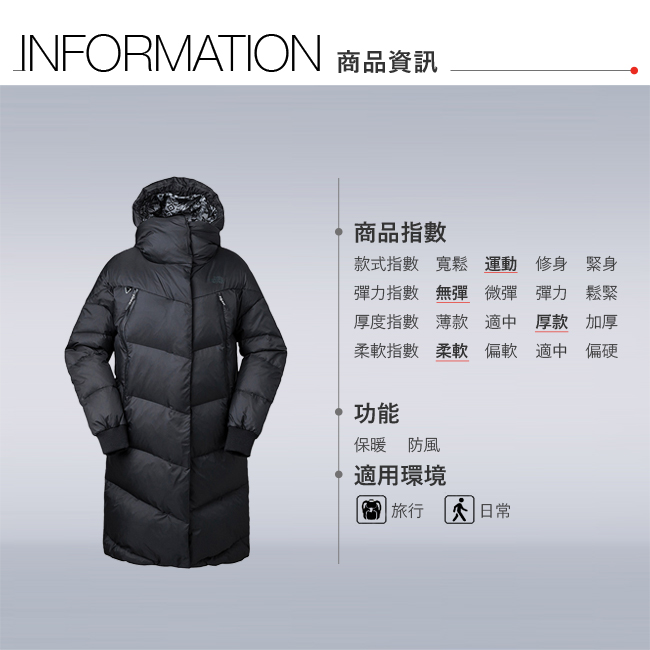 INFORMATION 商品資訊
商品指數
款式指數 寬鬆 運動 修身 緊身
彈力指數 無彈 微彈 彈力 鬆緊
厚度指數 薄款 適中 厚款 加厚
柔軟指數 柔軟 偏軟 適中 偏硬
功能
保暖 防風
適用環境
旅行 日常